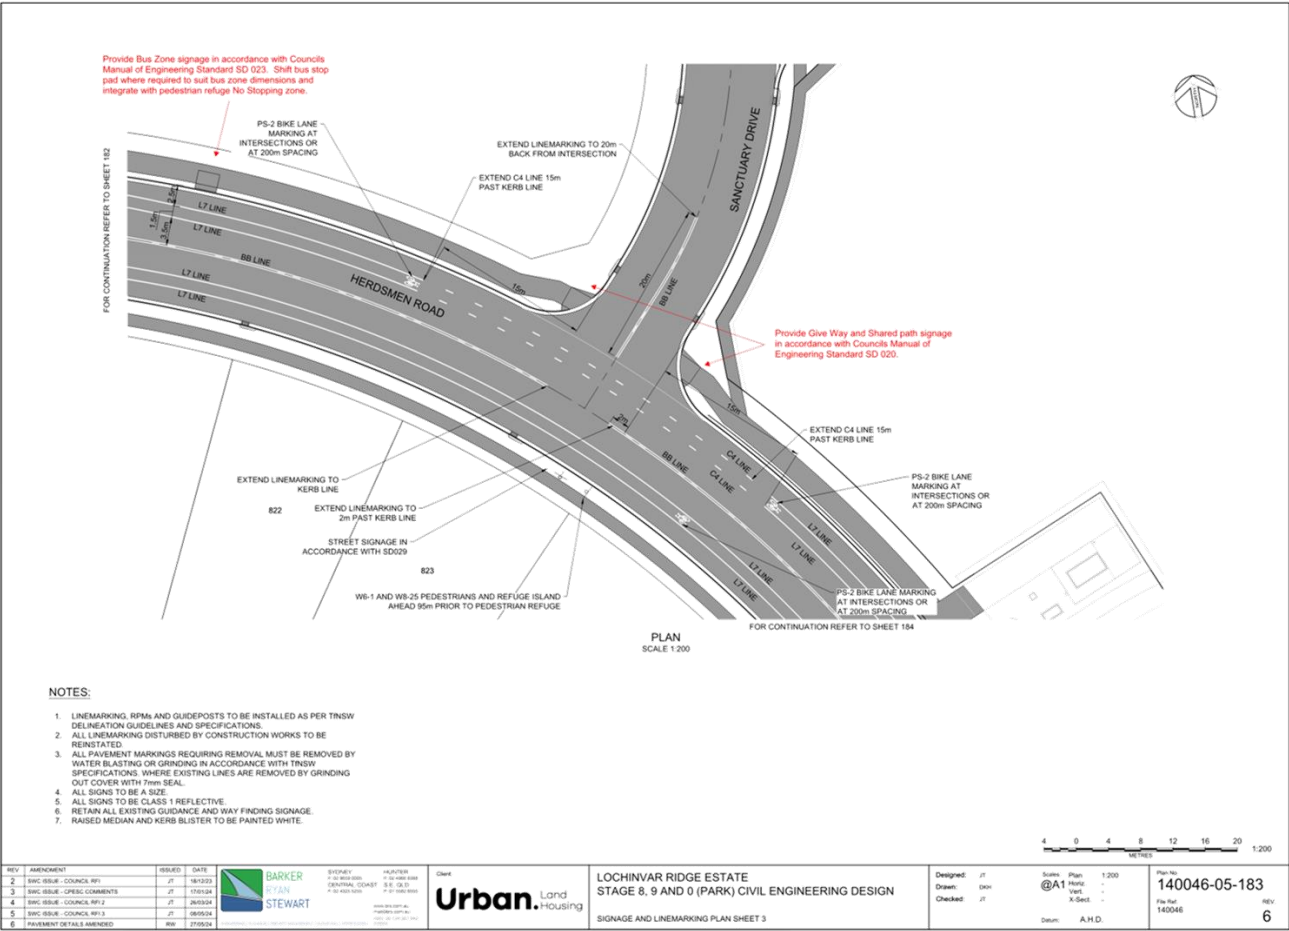 Provide Bus Zone signage in accordance with Councils
Manual of Engineering Standard SD 023. Shift bus stop
pad where required to suit bus zone dimensions and
integrate with pedestrian refuge No Stopping zone.
PS-2 BIKE LANE
MARKING AT
INTERSECTIONS OR
AT 200m SPACING
EXTEND LINEMARKING TO 20m
BACK FROM INTERSECTION
EXTEND C4 LINE 15m
PAST KERB LINE
SANCTUARY DRIVE
FOR CONTINUATION REFER TO SHEET 182
2.5m
1.5m
3.5m
L7 LINE
L7 LINE
BB LINE
L7 LINE
L7 LINE
HERDSMEN ROAD
15m
20m
BB LINE
Provide Give Way and Shared path signage
in accordance with Councils Manual of
Engineering Standard SD 020.
15m
2m
EXTEND C4 LINE 15m
PAST KERB LINE
BB LINE
C4 LINE
C4 LINE
EXTEND LINEMARKING TO
KERB LINE
PS-2 BIKE LANE
MARKING AT
INTERSECTIONS OR
AT 200m SPACING
822
EXTEND LINEMARKING TO
2m PAST KERB LINE
STREET SIGNAGE IN
ACCORDANCE WITH SD029
L7 LINE
L7 LINE
L7 LINE
L7 LINE
823
W6-1 AND W8-25 PEDESTRIANS AND REFUGE ISLAND
AHEAD 95m PRIOR TO PEDESTRIAN REFUGE
PS-2 BIKE LANE MARKING
AT INTERSECTIONS OR
AT 200m SPACING
FOR CONTINUATION REFER TO SHEET 184
PLAN
SCALE 1:200
NOTES:
1. LINEMARKING, RPMs AND GUIDEPOSTS TO BE INSTALLED AS PER TfNSW
DELINEATION GUIDELINES AND SPECIFICATIONS.
2. ALL LINEMARKING DISTURBED BY CONSTRUCTION WORKS TO BE
REINSTATED.
3. ALL PAVEMENT MARKINGS REQUIRING REMOVAL MUST BE REMOVED BY
WATER BLASTING OR GRINDING IN ACCORDANCE WITH TfNSW
SPECIFICATIONS. WHERE EXISTING LINES ARE REMOVED BY GRINDING
OUT COVER WITH 7mm SEAL.
4. ALL SIGNS TO BE A SIZE.
5. ALL SIGNS TO BE CLASS 1 REFLECTIVE.
6. RETAIN ALL EXISTING GUIDANCE AND WAY FINDING SIGNAGE.
7. RAISED MEDIAN AND KERB BLISTER TO BE PAINTED WHITE.
4 0 4 8 12 16 20
1:200
METRES
REV AMENDMENT ISSUED DATE
2 SWC ISSUE - COUNCIL RFI JT 18/12/23
3 SWC ISSUE - CPESC COMMENTS JT 17/01/24
4 SWC ISSUE - COUNCIL RFI.2 JT 26/03/24
5 SWC ISSUE - COUNCIL RFI.3 JT 08/05/24
6 PAVEMENT DETAILS AMENDED RW 27/05/24
BARKER
RYAN
STEWART
SYDNEY
CENTRAL COAST
HUNTER
S.E. QLD
Client
Urban. Land
Housing
LOCHINVAR RIDGE ESTATE
STAGE 8, 9 AND 0 (PARK) CIVIL ENGINEERING DESIGN
SIGNAGE AND LINEMARKING PLAN SHEET 3
Designed: JT
Drawn: DKH
Checked: JT
Scales Plan 1:200
@A1 Horiz -
Vert. -
X-Sect. -
Datum: A.H.D.
Plan No
140046-05-183
File Ref:
140046
REV
6